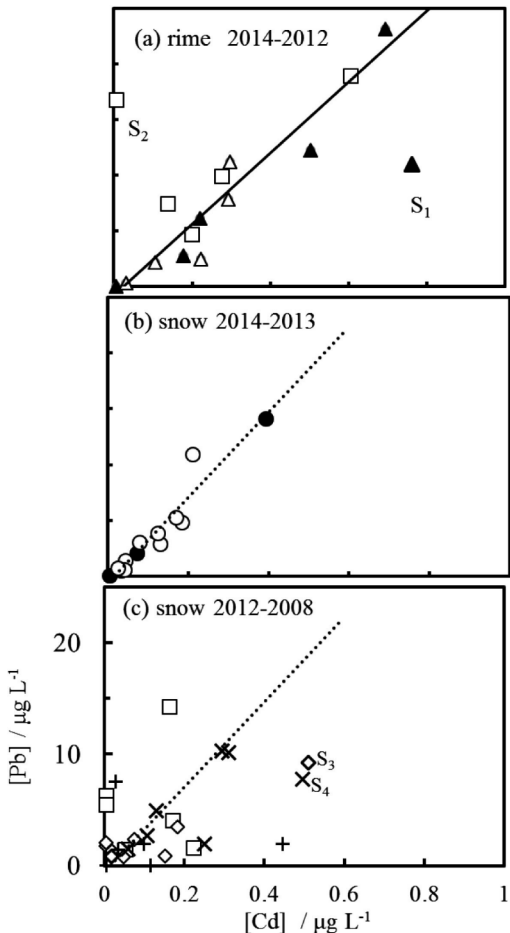 (a) rime 2014-2012
S₂
S₁
(b) snow 2014-2013
(c) snow 2012-2008
20
[Pb] / μg L⁻¹
S₃
10
S₄
0
0 0.2 0.4 0.6 0.8 1
[Cd] / μg L⁻¹